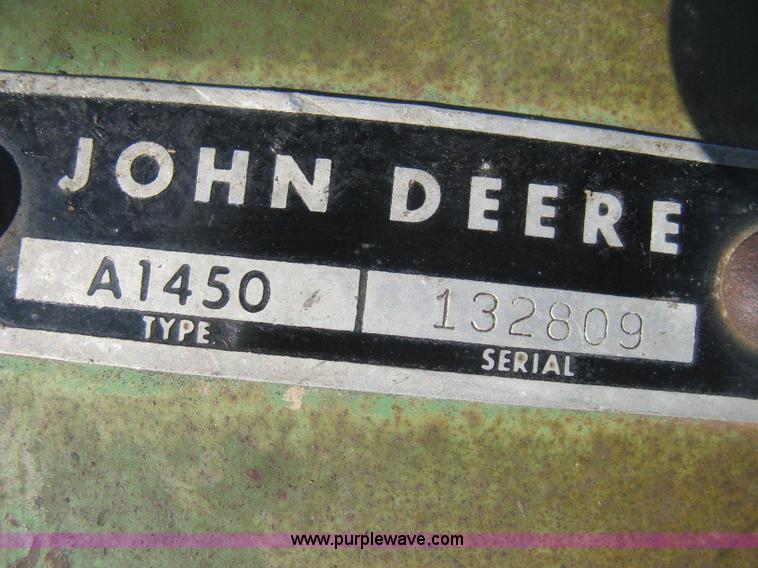 JOHN DEERE
A1450 132809
TYPE SERIAL
www.purplewave.com